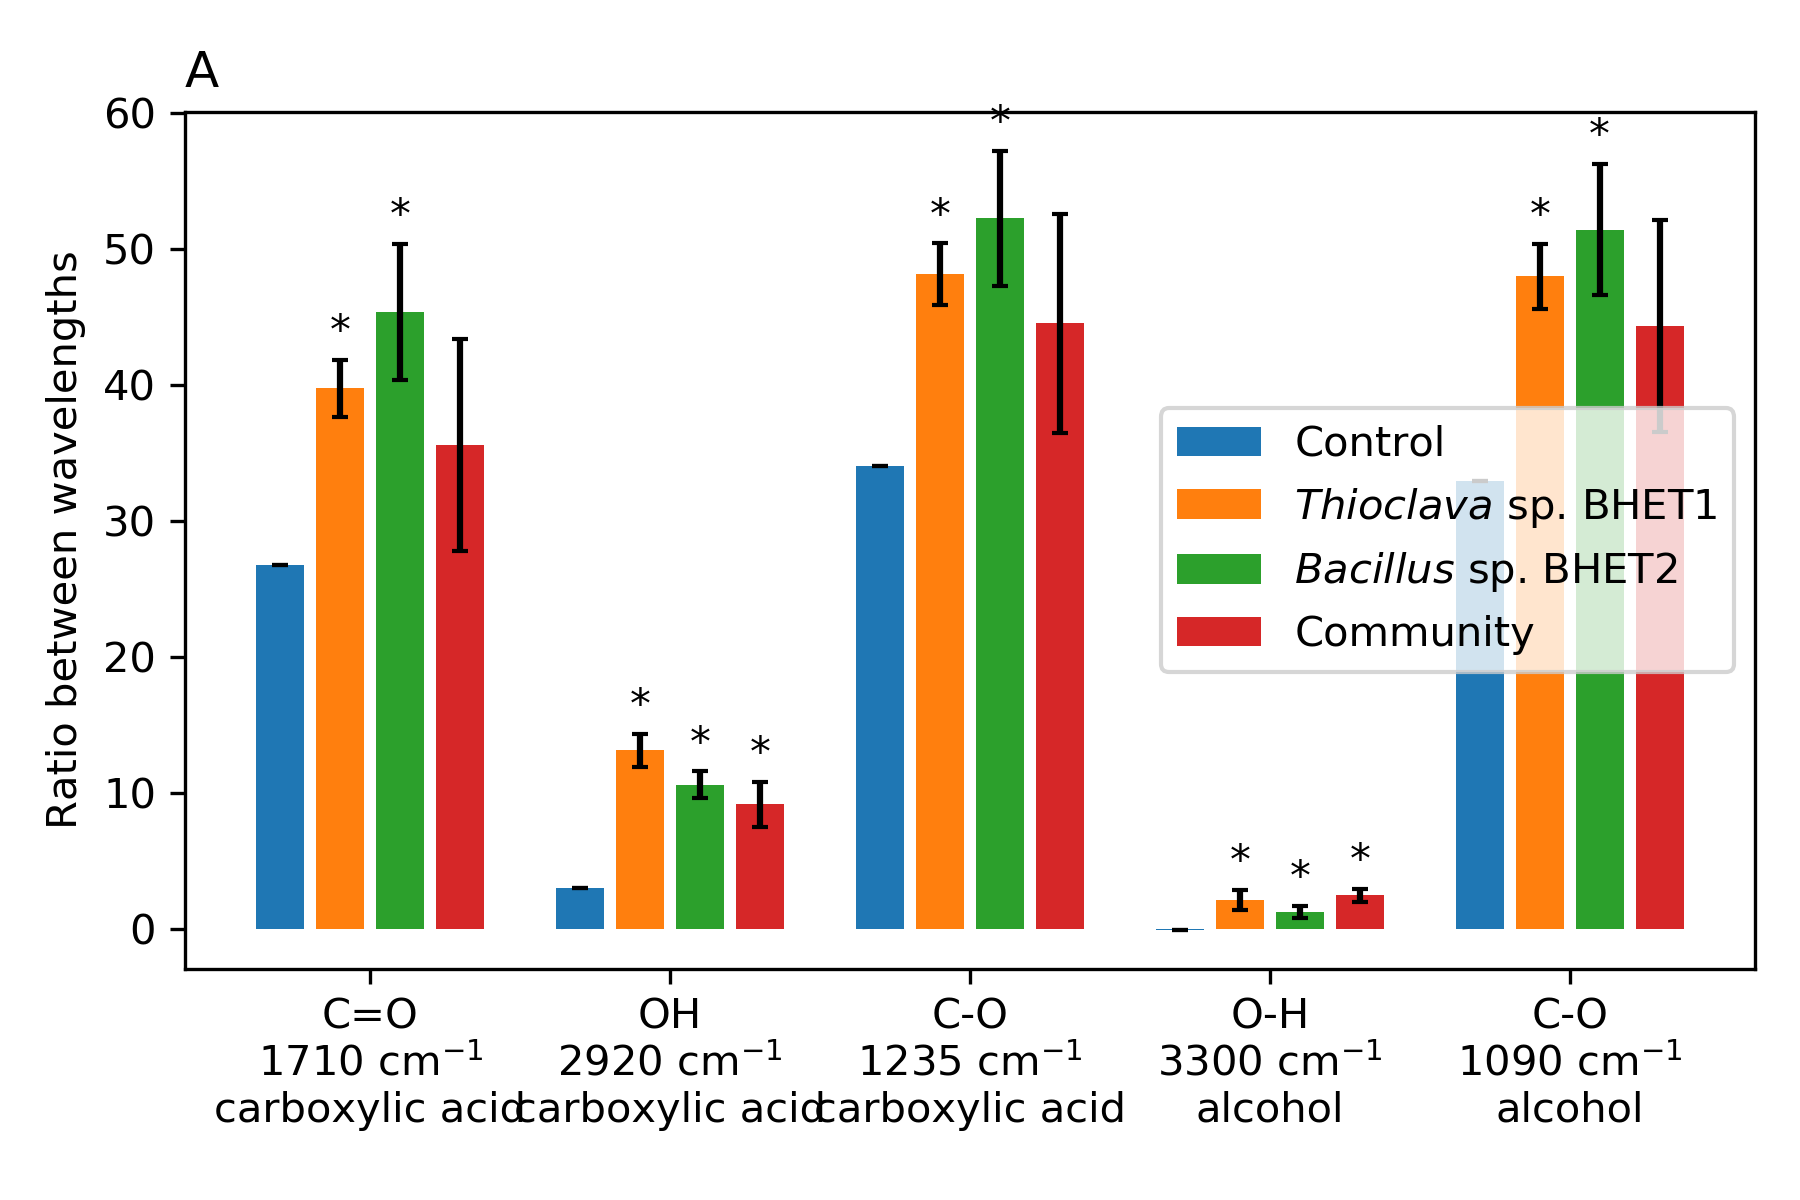 A
60
50
40
30
20
10
0
Ratio between wavelengths
*
*
*
*
*
*
*
*
*
*
*
*
Control
Thioclava sp. BHET1
Bacillus sp. BHET2
Community
C=O
1710 cm⁻¹
carboxylic acid
OH
2920 cm⁻¹
carboxylic acid
C-O
1235 cm⁻¹
carboxylic acid
O-H
3300 cm⁻¹
alcohol
C-O
1090 cm⁻¹
alcohol